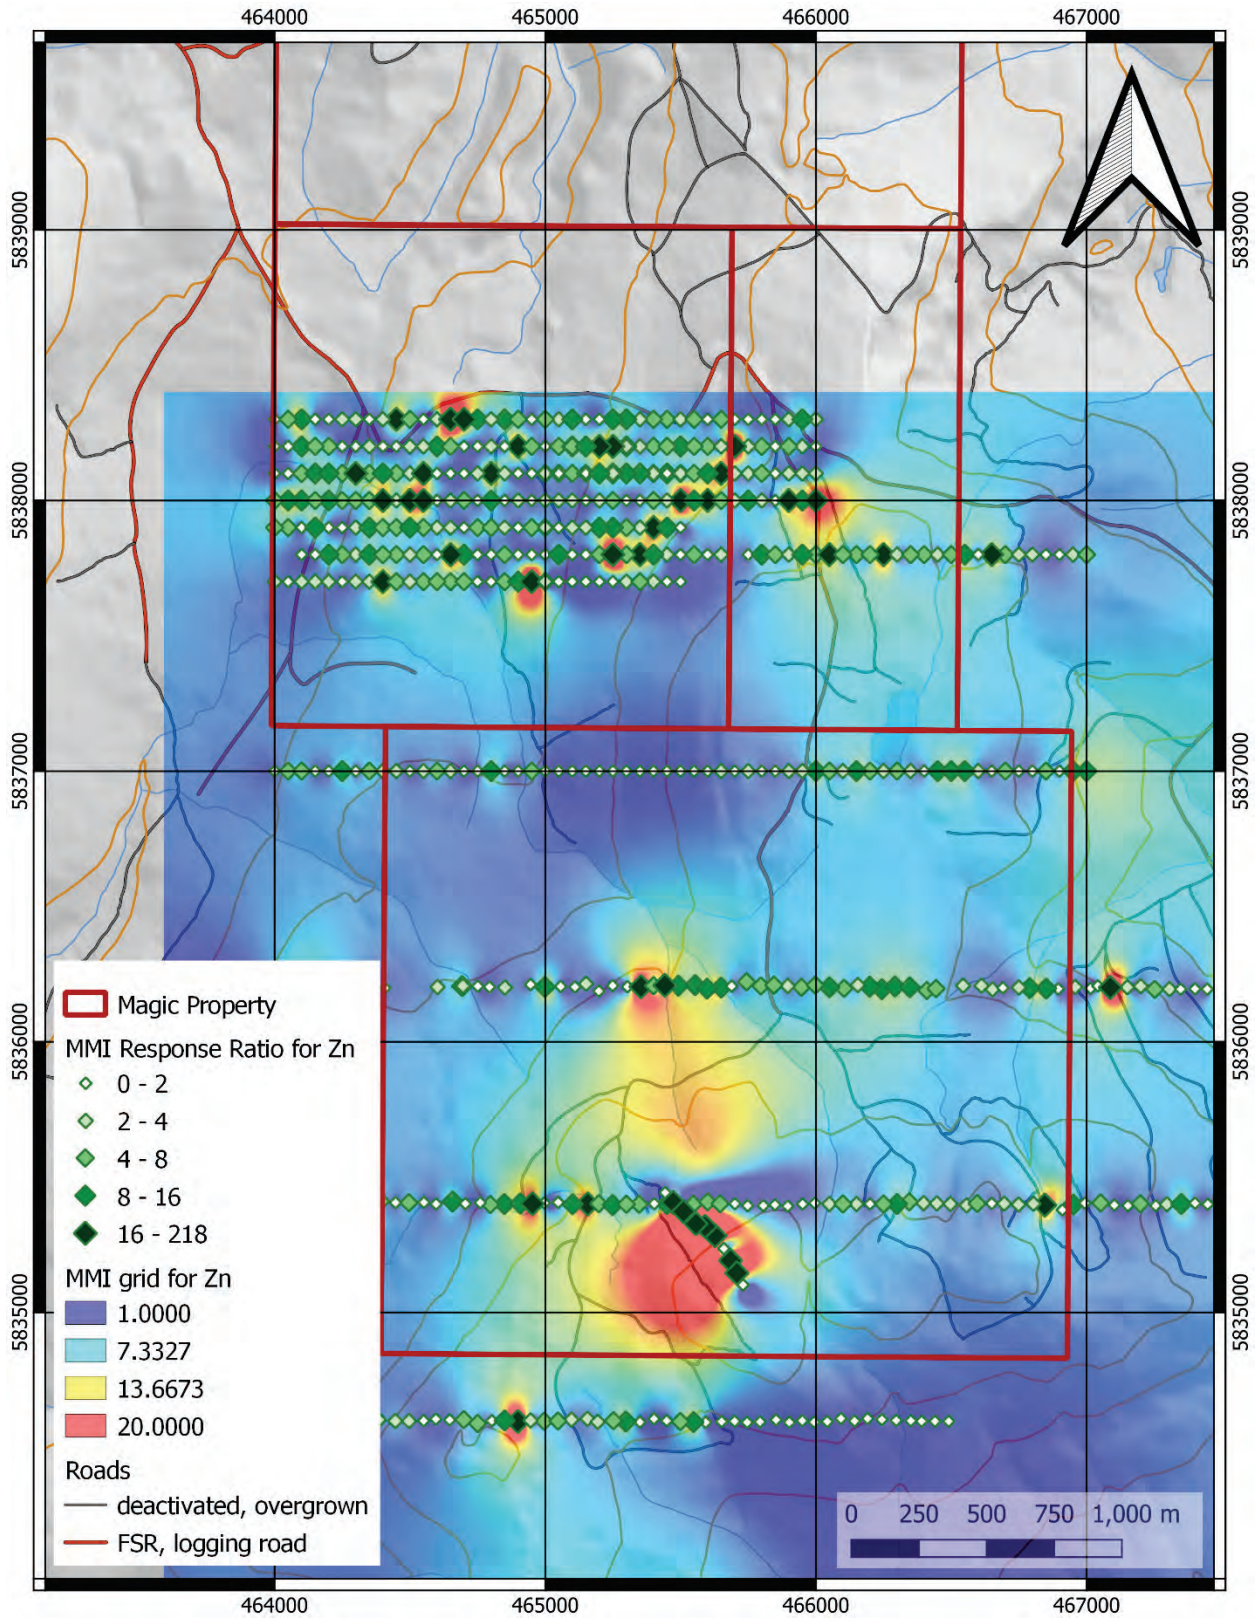 464000 465000 466000 467000
5839000 5839000
5838000 5838000
5837000 5837000
5836000 5836000
5835000 5835000
Magic Property
MMI Response Ratio for Zn
0 - 2
2 - 4
4 - 8
8 - 16
16 - 218
MMI grid for Zn
1.0000
7.3327
13.6673
20.0000
Roads
deactivated, overgrown
FSR, logging road
0 250 500 750 1,000 m
464000 465000 466000 467000